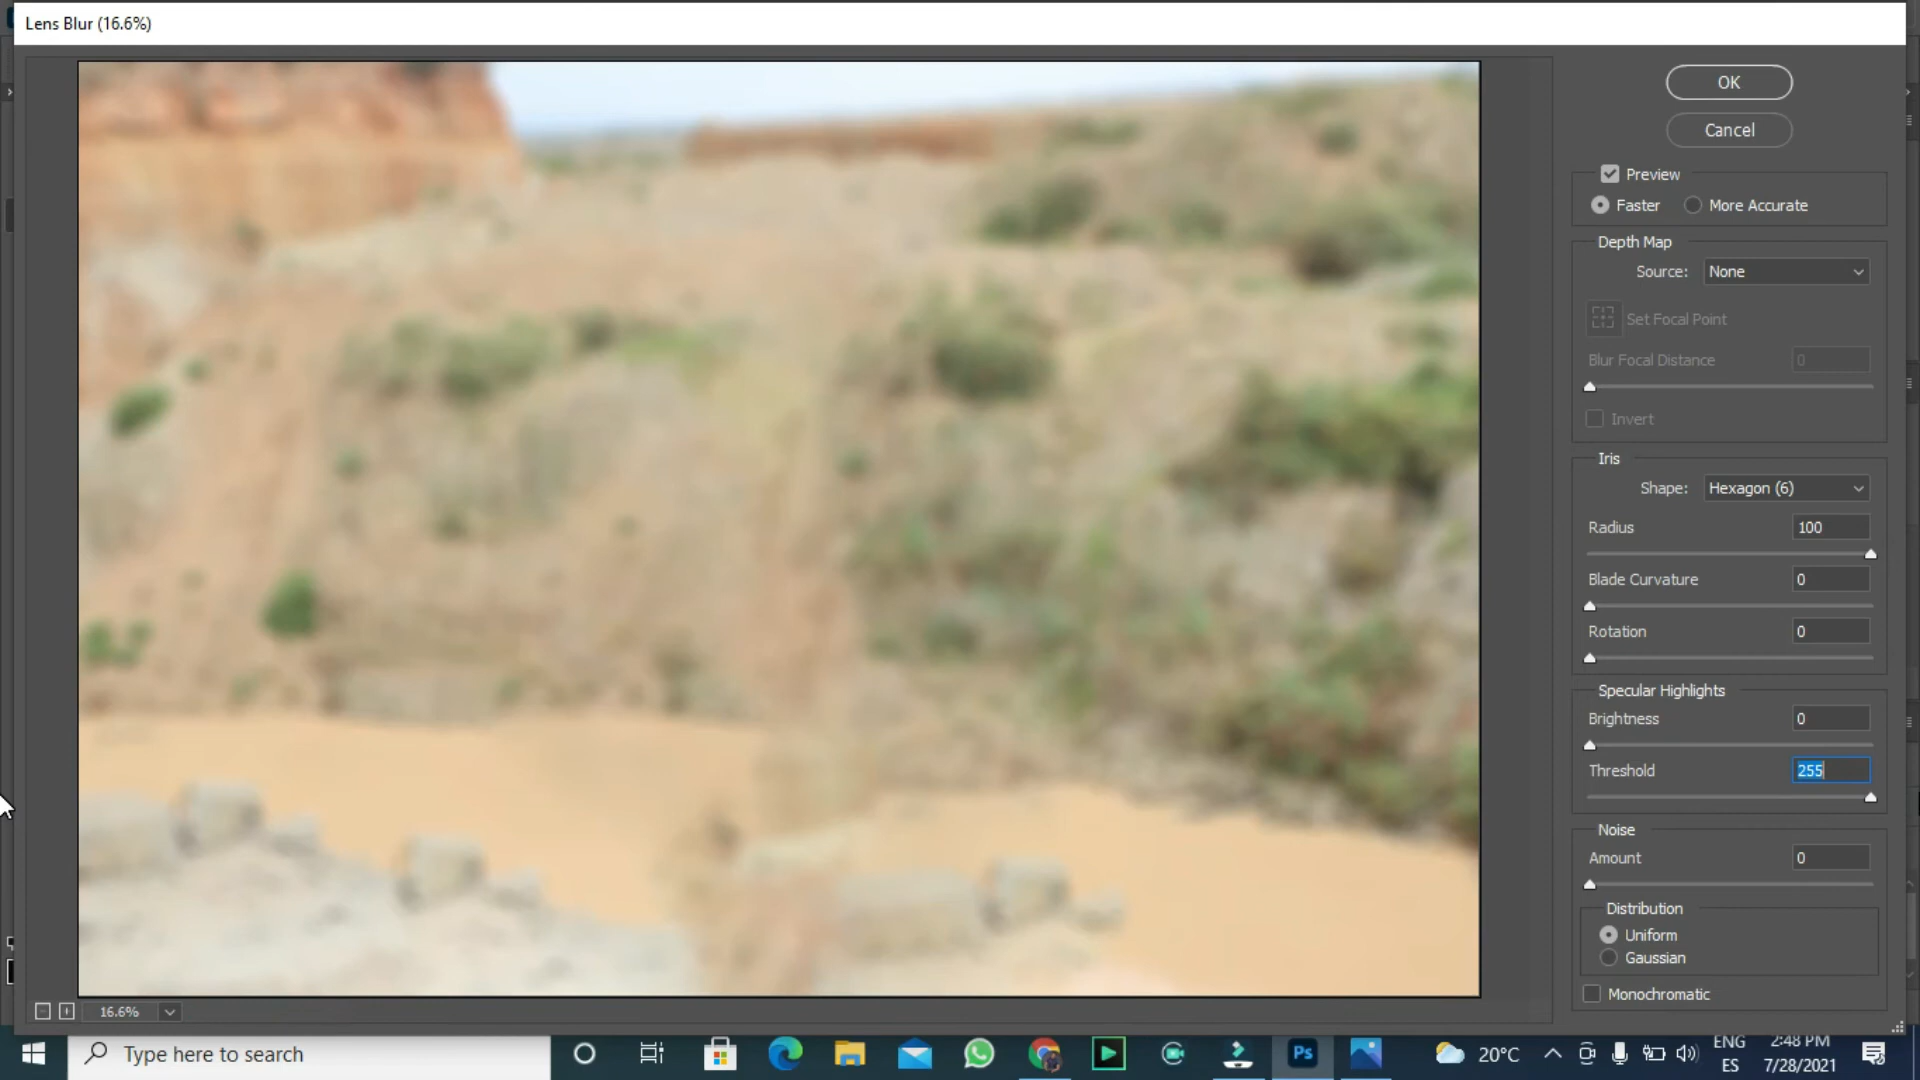 Lens Blur (16.6%)
OK
Cancel
Preview
Faster
More Accurate
Depth Map
Source:
None
Set Focal Point
Blur Focal Distance
0
Invert
Iris
Shape:
Hexagon (6)
Radius
100
Blade Curvature
0
Rotation
0
Specular Highlights
Brightness
0
Threshold
255
Noise
Amount
0
Distribution
Uniform
Gaussian
Monochromatic
16.6%
Type here to search
Ps
20°C
ENG
ES
2:48 PM
7/28/2021